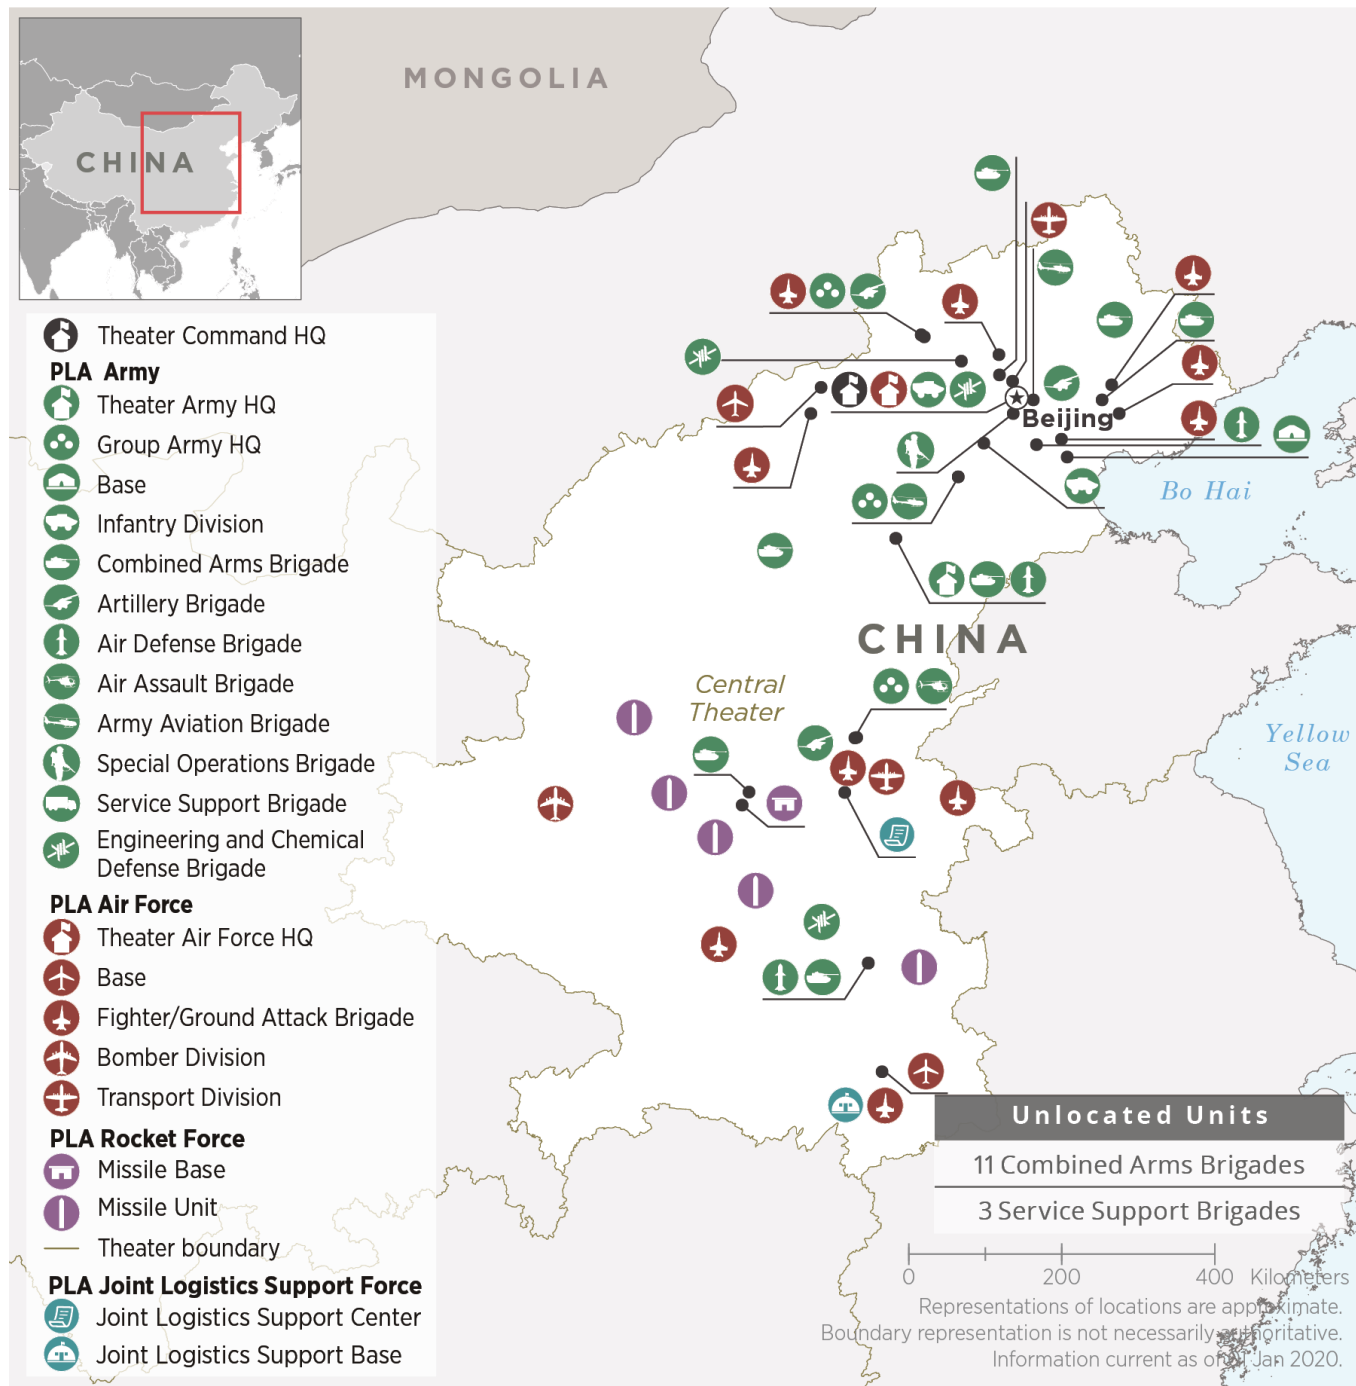 MONGOLIA
CHINA
Theater Command HQ
PLA Army
Theater Army HQ
Group Army HQ
Base
Infantry Division
Combined Arms Brigade
Artillery Brigade
Air Defense Brigade
Air Assault Brigade
Army Aviation Brigade
Special Operations Brigade
Service Support Brigade
Engineering and Chemical
Defense Brigade
PLA Air Force
Theater Air Force HQ
Base
Fighter/Ground Attack Brigade
Bomber Division
Transport Division
PLA Rocket Force
Missile Base
Missile Unit
Theater boundary
PLA Joint Logistics Support Force
Joint Logistics Support Center
Joint Logistics Support Base
Beijing
Bo Hai
CHINA
Central
Theater
Yellow
Sea
Unlocated Units
11 Combined Arms Brigades
3 Service Support Brigades
0 200 400 Kilometers
Representations of locations are approximate.
Boundary representation is not necessarily authoritative.
Information current as of Jan 2020.